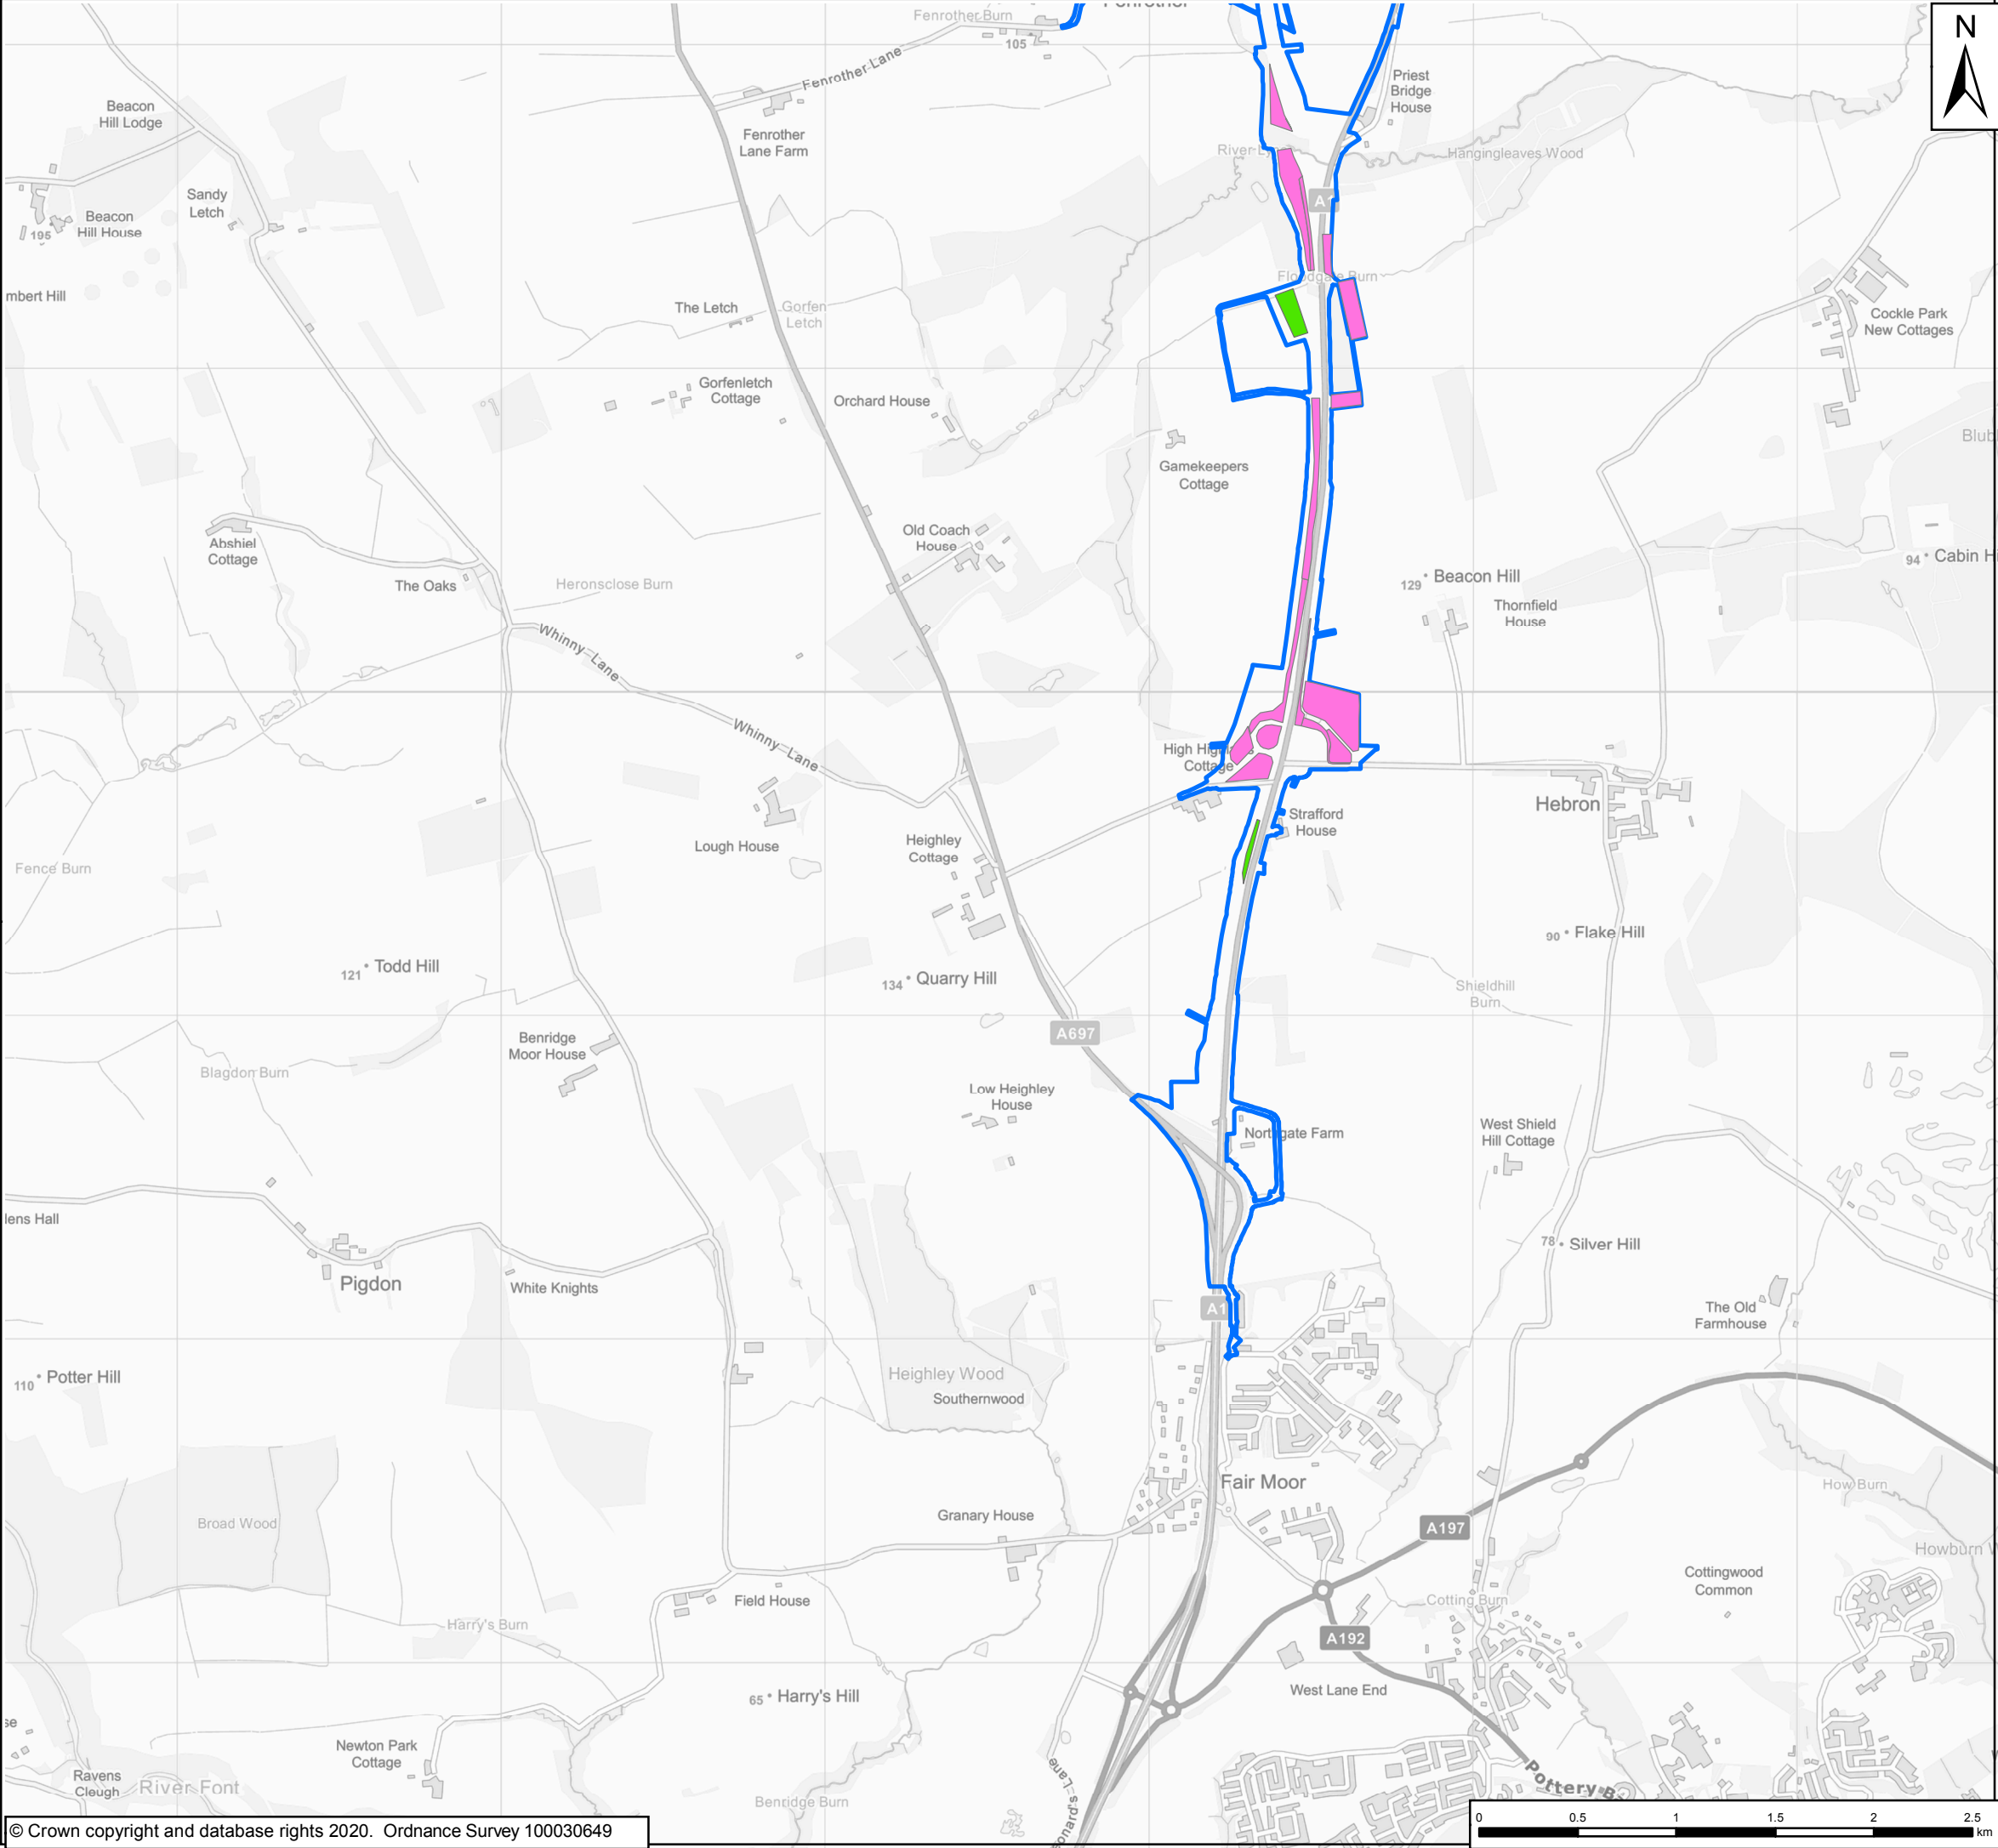 Fenrother Burn
105
Fenrother Lane
N
Priest
Bridge
House
Beacon
Hill Lodge
Fenrother
Lane Farm
Hangingleaves Wood
Sandy
Letch
Beacon
Hill House
195
A1
Floodgate Burn
mbert Hill
The Letch
Gorfen
Letch
Cockle Park
New Cottages
Gorfenletch
Cottage
Orchard House
Blub
Gamekeepers
Cottage
Old Coach
House
Abshiel
Cottage
The Oaks
Heronsclose Burn
129 Beacon Hill
94 Cabin H
Thornfield
House
Whinny Lane
Whinny Lane
Cottage
Hebron
Strafford
House
Lough House
Heighley
Cottage
Fence Burn
90 Flake Hill
121 Todd Hill
134 Quarry Hill
Shieldhill
Burn
A697
Benridge
Moor House
Blagdon Burn
Low Heighley
House
Northgate Farm
West Shield
Hill Cottage
lens Hall
78 Silver Hill
Pigdon
White Knights
A1
The Old
Farmhouse
110 Potter Hill
Heighley Wood
Southernwood
Fair Moor
How Burn
Broad Wood
Granary House
A197
Howburn W
Cottingwood
Common
Field House
Cotting Burn
Harry's Burn
A192
65 Harry's Hill
West Lane End
se
Newton Park
Cottage
Ravens
Cleugh
River Font
Benridge Burn
onard's Lane
Pottery B
© Crown copyright and database rights 2020. Ordnance Survey 100030649
0 0.5 1 1.5 2 2.5
km